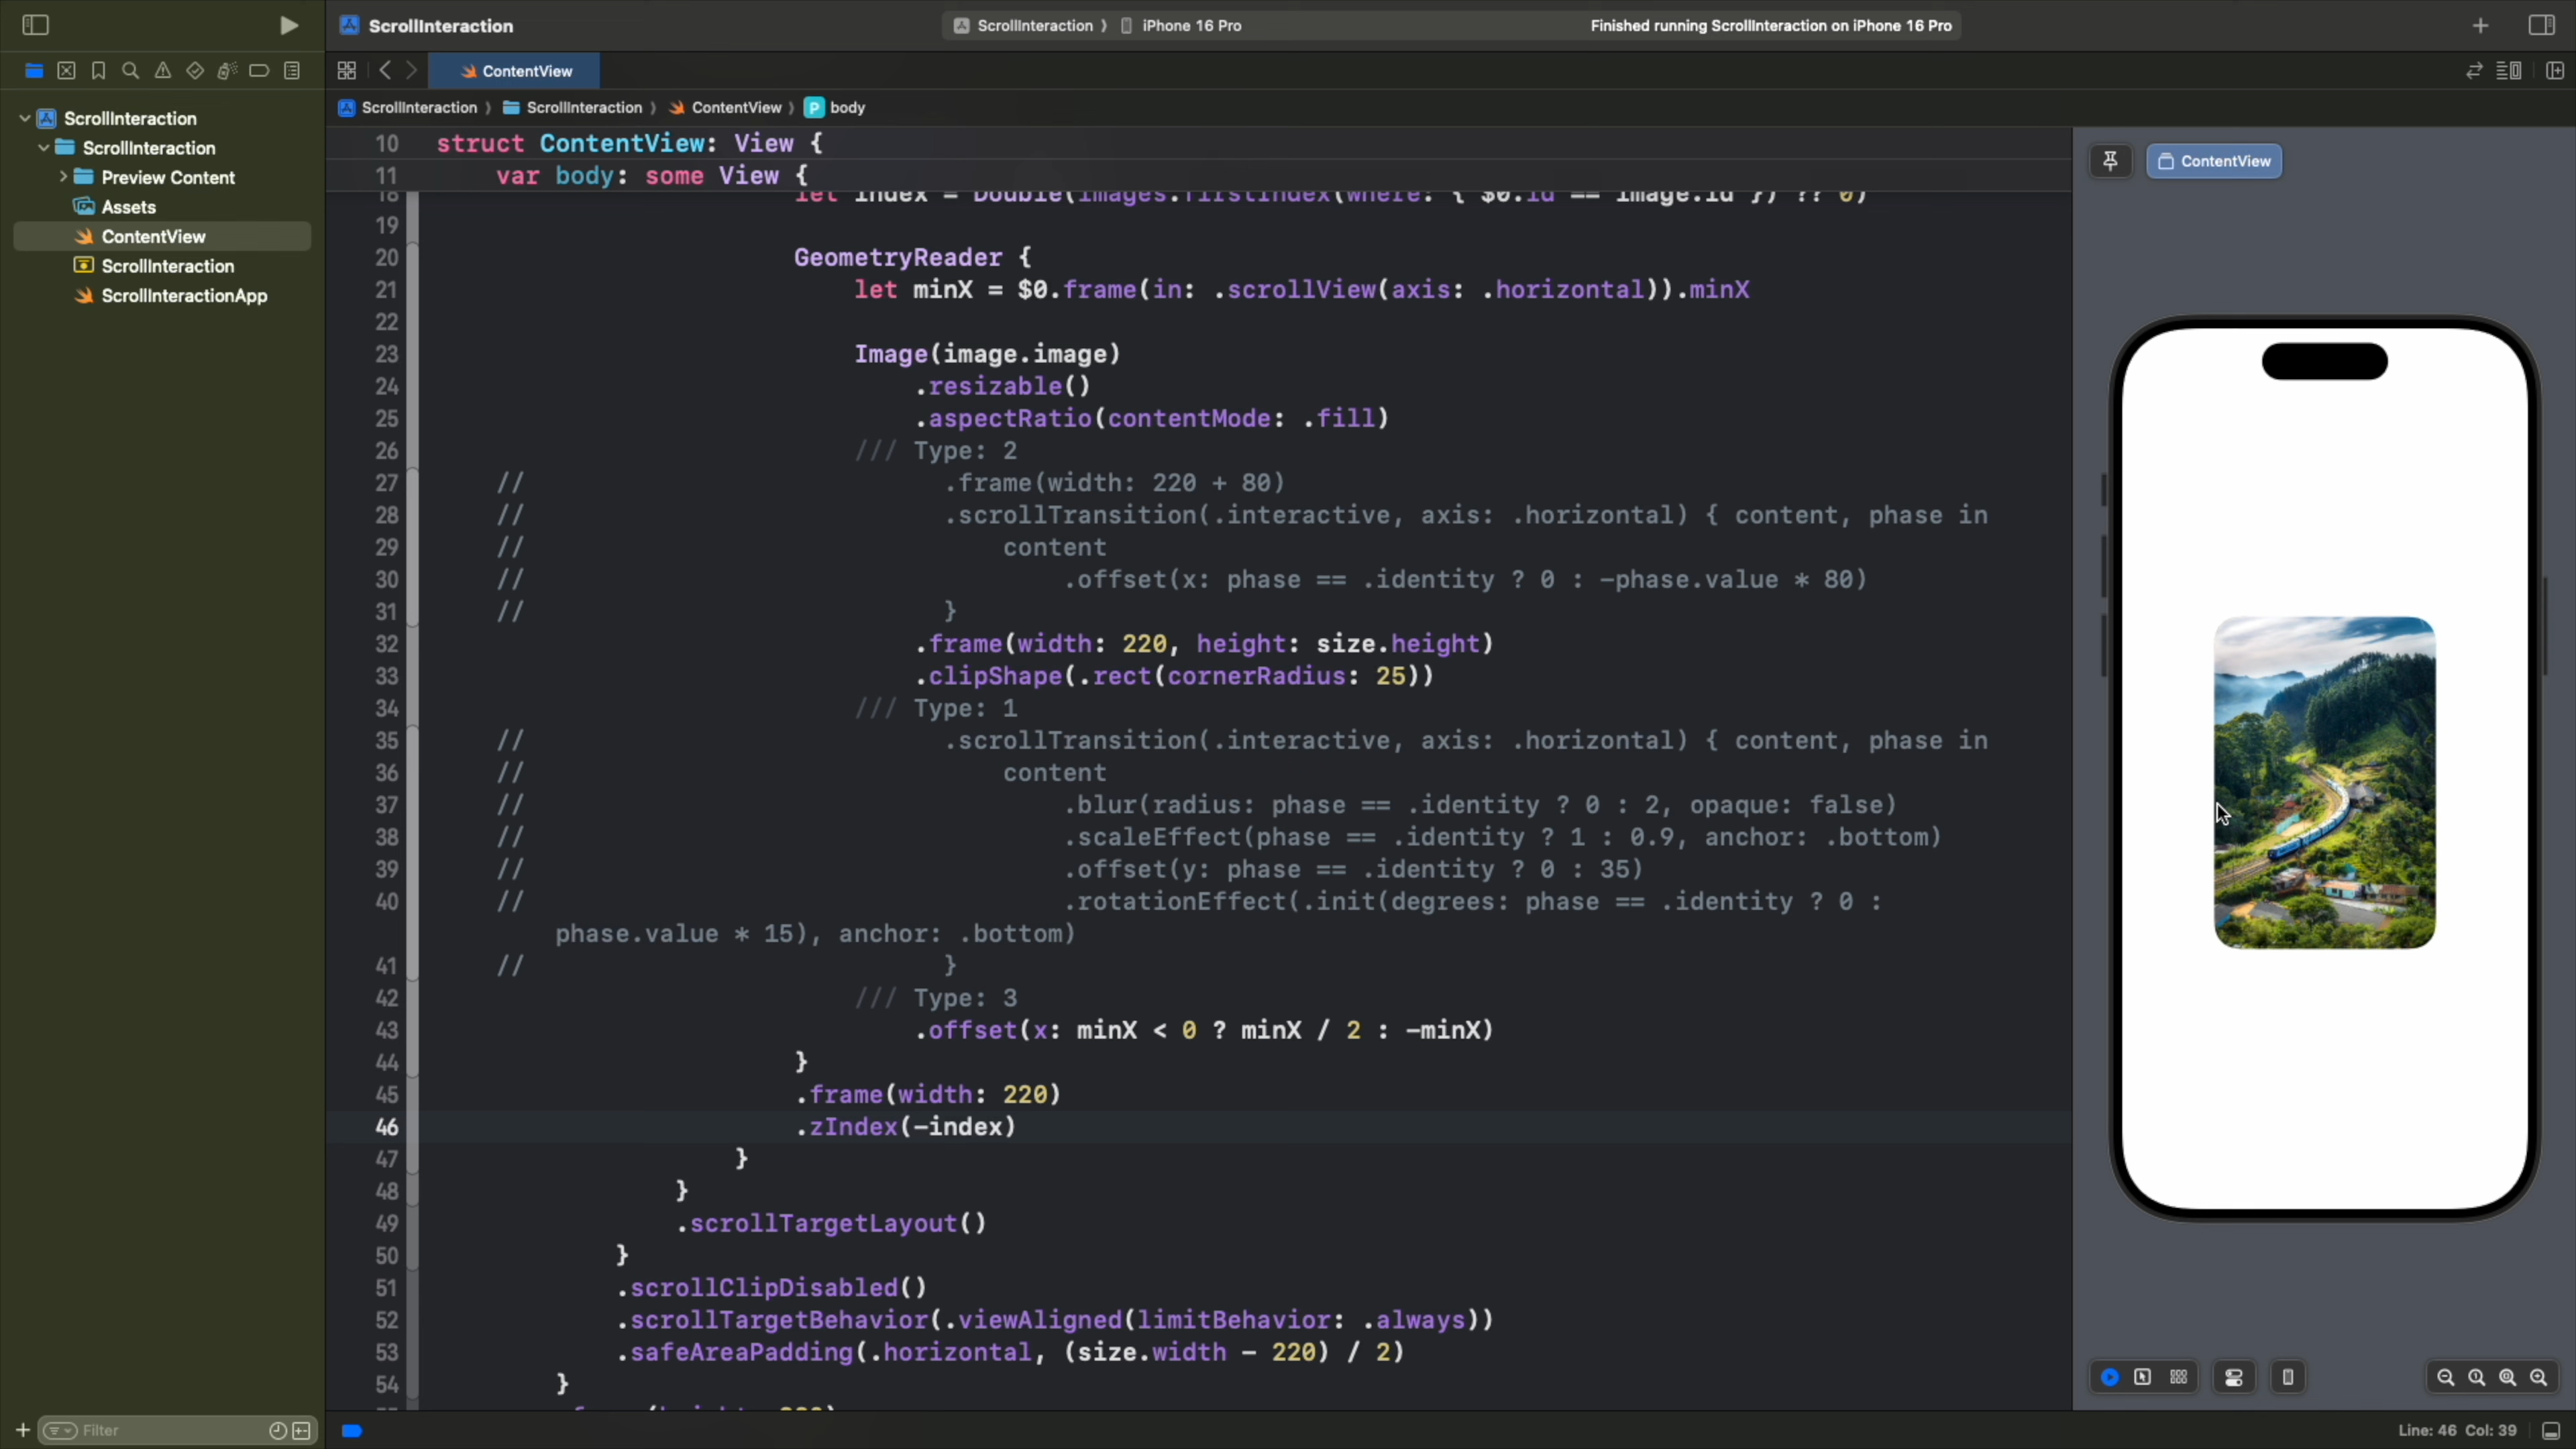 ScrollInteraction
ScrollInteraction ⟩ iPhone 16 Pro
Finished running ScrollInteraction on iPhone 16 Pro
ContentView
ScrollInteraction ⟩ ScrollInteraction ⟩ ContentView ⟩ P body
ScrollInteraction
ScrollInteraction
Preview Content
Assets
ContentView
ScrollInteraction
ScrollInteractionApp
10 struct ContentView: View {
11 var body: some View {
18 let index = Double(images.firstIndex(where: { $0.id == image.id }) ?? 0)
19
20 GeometryReader {
21 let minX = $0.frame(in: .scrollView(axis: .horizontal)).minX
22
23 Image(image.image)
24 .resizable()
25 .aspectRatio(contentMode: .fill)
26 /// Type: 2
27 // .frame(width: 220 + 80)
28 // .scrollTransition(.interactive, axis: .horizontal) { content, phase in
29 // content
30 // .offset(x: phase == .identity ? 0 : -phase.value * 80)
31 // }
32 .frame(width: 220, height: size.height)
33 .clipShape(.rect(cornerRadius: 25))
34 /// Type: 1
35 // .scrollTransition(.interactive, axis: .horizontal) { content, phase in
36 // content
37 // .blur(radius: phase == .identity ? 0 : 2, opaque: false)
38 // .scaleEffect(phase == .identity ? 1 : 0.9, anchor: .bottom)
39 // .offset(y: phase == .identity ? 0 : 35)
40 // .rotationEffect(.init(degrees: phase == .identity ? 0 :
phase.value * 15), anchor: .bottom)
41 // }
42 /// Type: 3
43 .offset(x: minX < 0 ? minX / 2 : -minX)
44 }
45 .frame(width: 220)
46 .zIndex(-index)
47 }
48 }
49 .scrollTargetLayout()
50 }
51 .scrollClipDisabled()
52 .scrollTargetBehavior(.viewAligned(limitBehavior: .always))
53 .safeAreaPadding(.horizontal, (size.width - 220) / 2)
54 }
ContentView
Filter
Line: 46 Col: 39